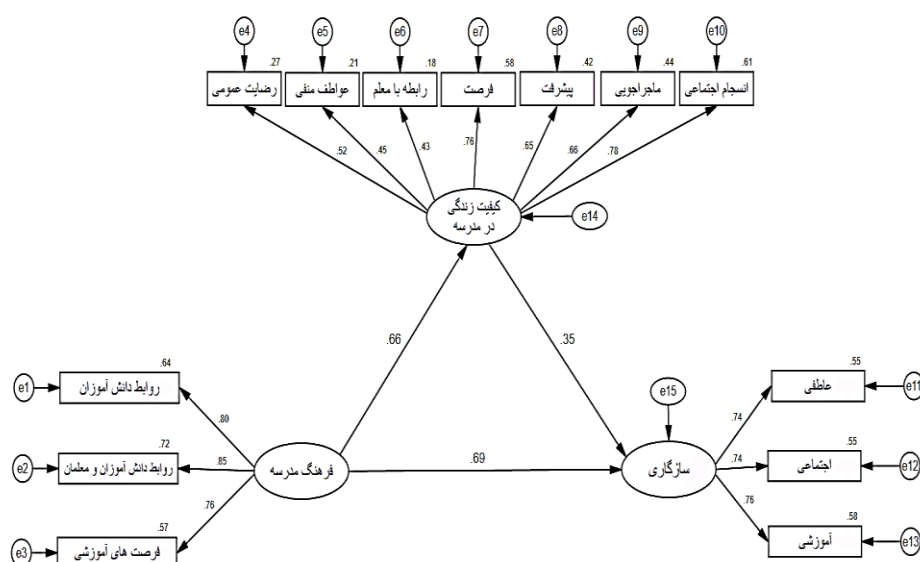 e4 e5 e6 e7 e8 e9 e10
.27 .21 .18 .58 .42 .44 .61
رضایت عمومی
عواطف منفی
رابطه با معلم
فرصت
پیشرفت
ماجراجویی
انسجام اجتماعی
.52 .45 .43 .76 .65 .66 .78
کیفیت زندگی
در مدرسه
e14
.66
.35
e1
.64
روابط دانش آموزان
.80
e2
.72
روابط دانش آموزان و معلمان
.85
e3
.57
فرصت های آموزشی
.76
فرهنگ مدرسه
.69
e15
سازگاری
.74
.55
عاطفی
e11
.74
.55
اجتماعی
e12
.76
.58
آموزشی
e13